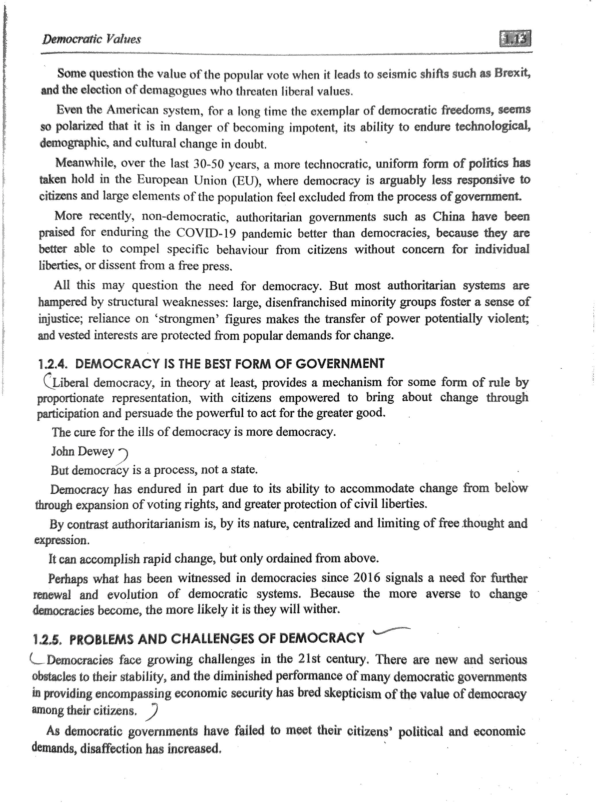 Democratic Values
1.13
Some question the value of the popular vote when it leads to seismic shifts such as Brexit,
and the election of demagogues who threaten liberal values.
Even the American system, for a long time the exemplar of democratic freedoms, seems
so polarized that it is in danger of becoming impotent, its ability to endure technological,
demographic, and cultural change in doubt.
Meanwhile, over the last 30-50 years, a more technocratic, uniform form of politics has
taken hold in the European Union (EU), where democracy is arguably less responsive to
citizens and large elements of the population feel excluded from the process of government.
More recently, non-democratic, authoritarian governments such as China have been
praised for enduring the COVID-19 pandemic better than democracies, because they are
better able to compel specific behaviour from citizens without concern for individual
liberties, or dissent from a free press.
All this may question the need for democracy. But most authoritarian systems are
hampered by structural weaknesses: large, disenfranchised minority groups foster a sense of
injustice; reliance on ‘strongmen’ figures makes the transfer of power potentially violent;
and vested interests are protected from popular demands for change.
1.2.4. DEMOCRACY IS THE BEST FORM OF GOVERNMENT
Liberal democracy, in theory at least, provides a mechanism for some form of rule by
proportionate representation, with citizens empowered to bring about change through
participation and persuade the powerful to act for the greater good.
The cure for the ills of democracy is more democracy.
John Dewey
But democracy is a process, not a state.
Democracy has endured in part due to its ability to accommodate change from below
through expansion of voting rights, and greater protection of civil liberties.
By contrast authoritarianism is, by its nature, centralized and limiting of free thought and
expression.
It can accomplish rapid change, but only ordained from above.
Perhaps what has been witnessed in democracies since 2016 signals a need for further
renewal and evolution of democratic systems. Because the more averse to change
democracies become, the more likely it is they will wither.
1.2.5. PROBLEMS AND CHALLENGES OF DEMOCRACY
Democracies face growing challenges in the 21st century. There are new and serious
obstacles to their stability, and the diminished performance of many democratic governments
in providing encompassing economic security has bred skepticism of the value of democracy
among their citizens.
As democratic governments have failed to meet their citizens’ political and economic
demands, disaffection has increased.